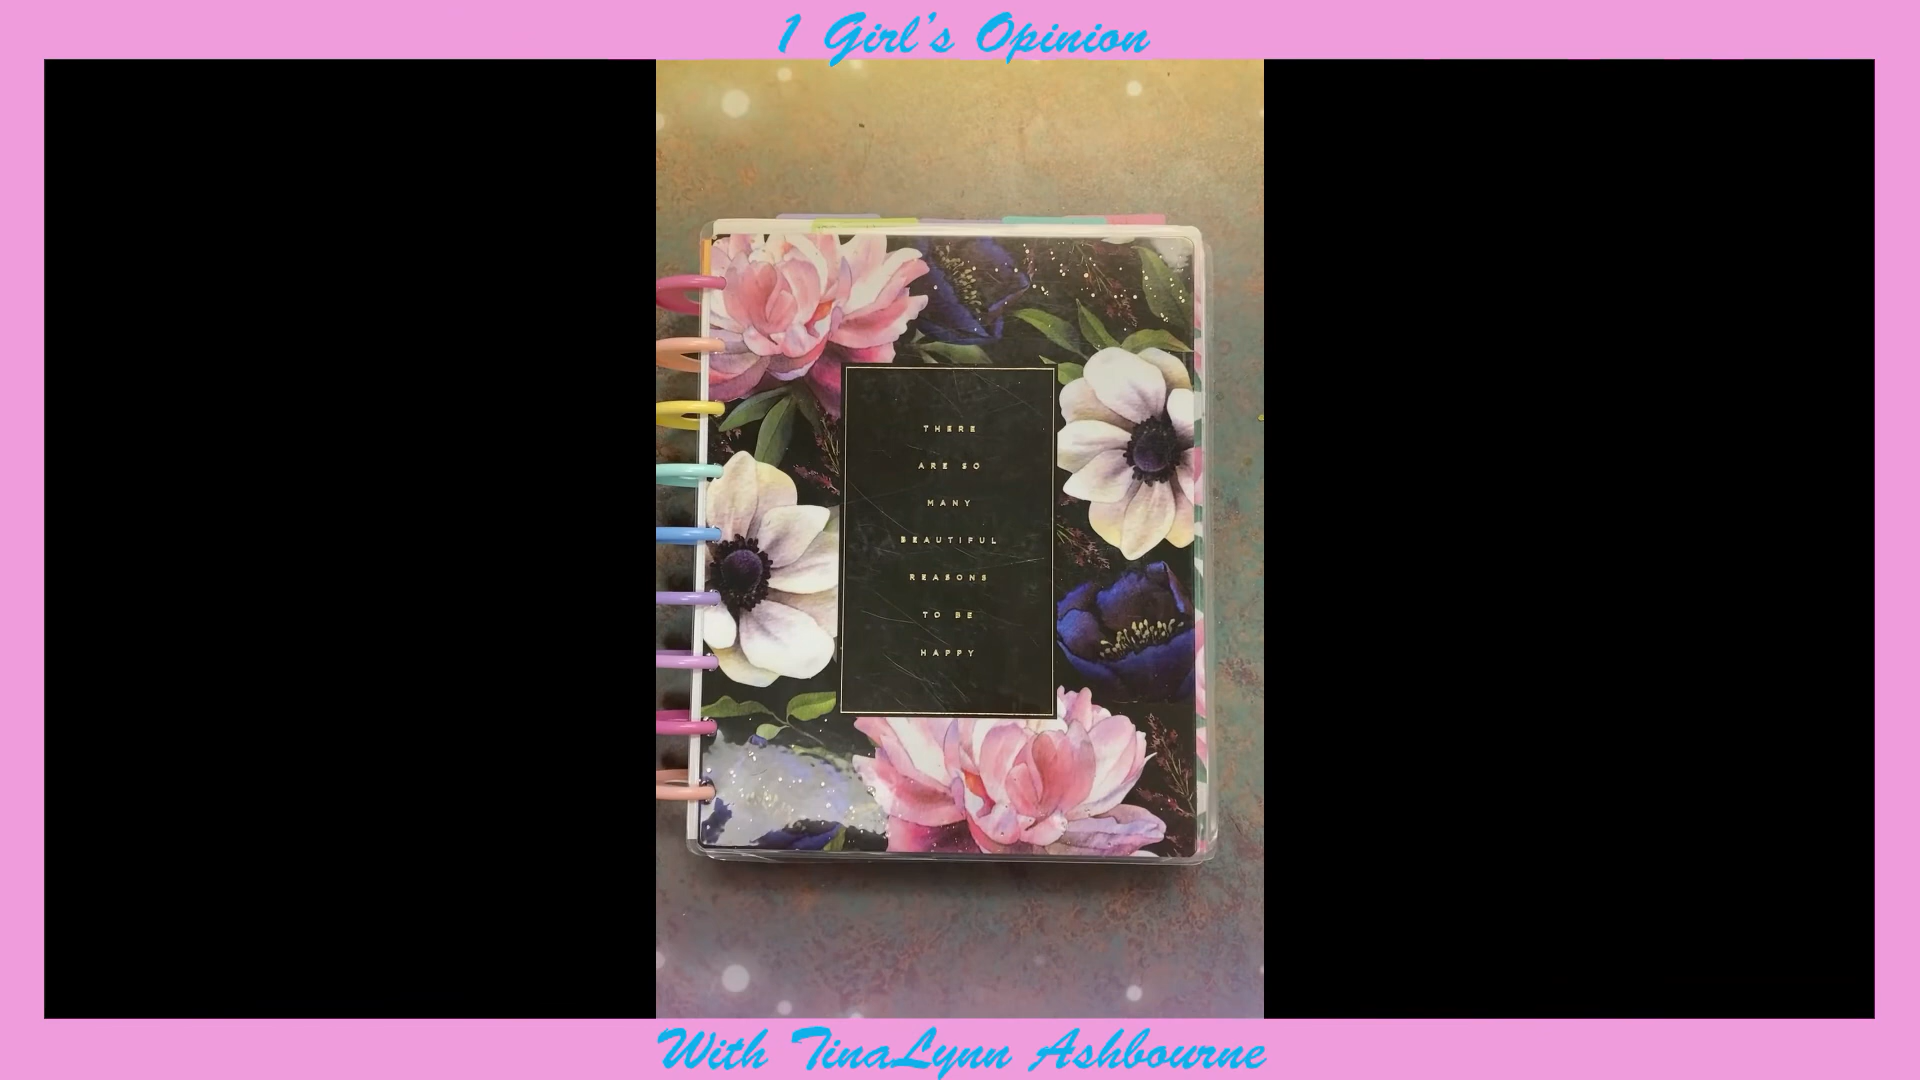 1 Girl's Opinion
THERE
ARE SO
MANY
BEAUTIFUL
REASONS
TO BE
HAPPY
With TinaLynn Ashbourne